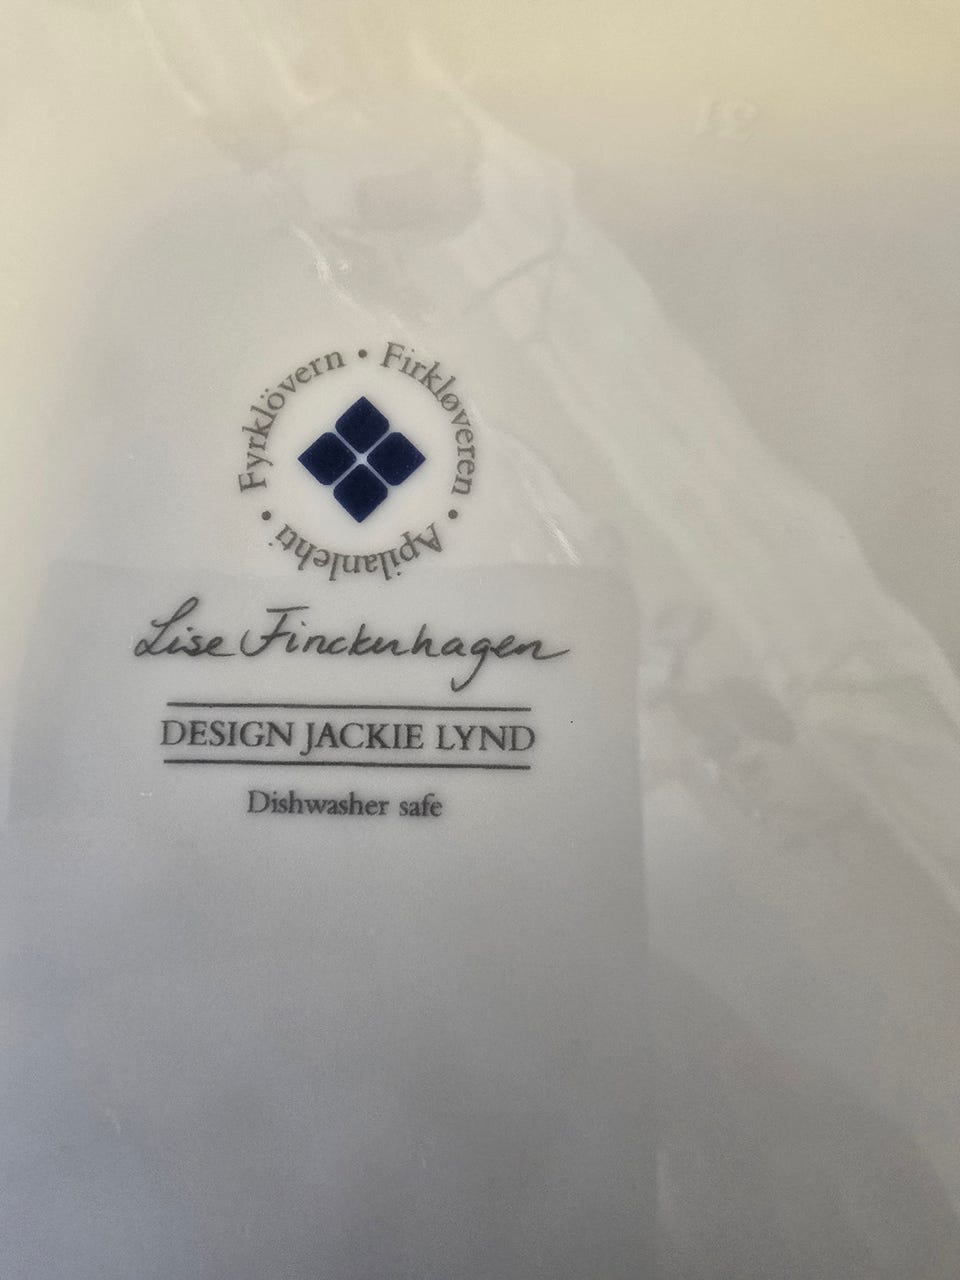 Fyrklövern • Firkløveren • Apilanlehti •
Lise Finckenhagen
DESIGN JACKIE LYND
Dishwasher safe